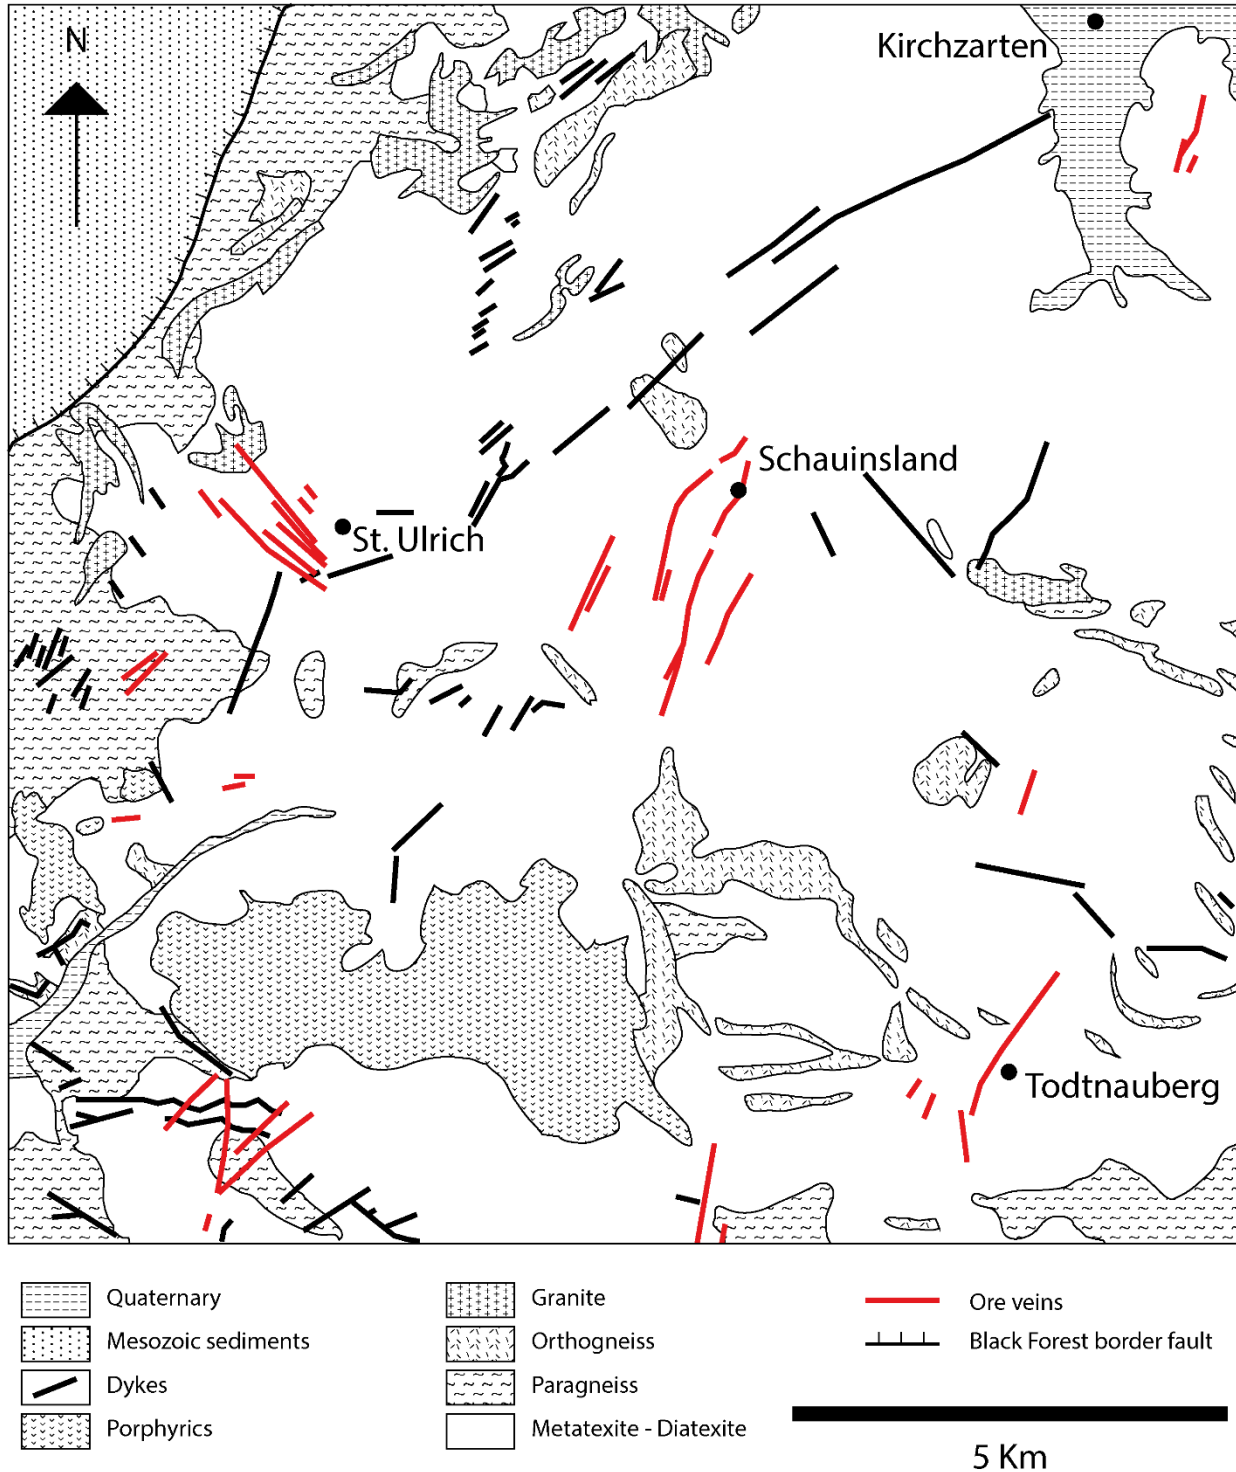 N
Kirchzarten
Schauinsland
St. Ulrich
Todtnauberg
Quaternary
Mesozoic sediments
Dykes
Porphyrics
Granite
Orthogneiss
Paragneiss
Metatexite - Diatexite
Ore veins
Black Forest border fault
5 Km